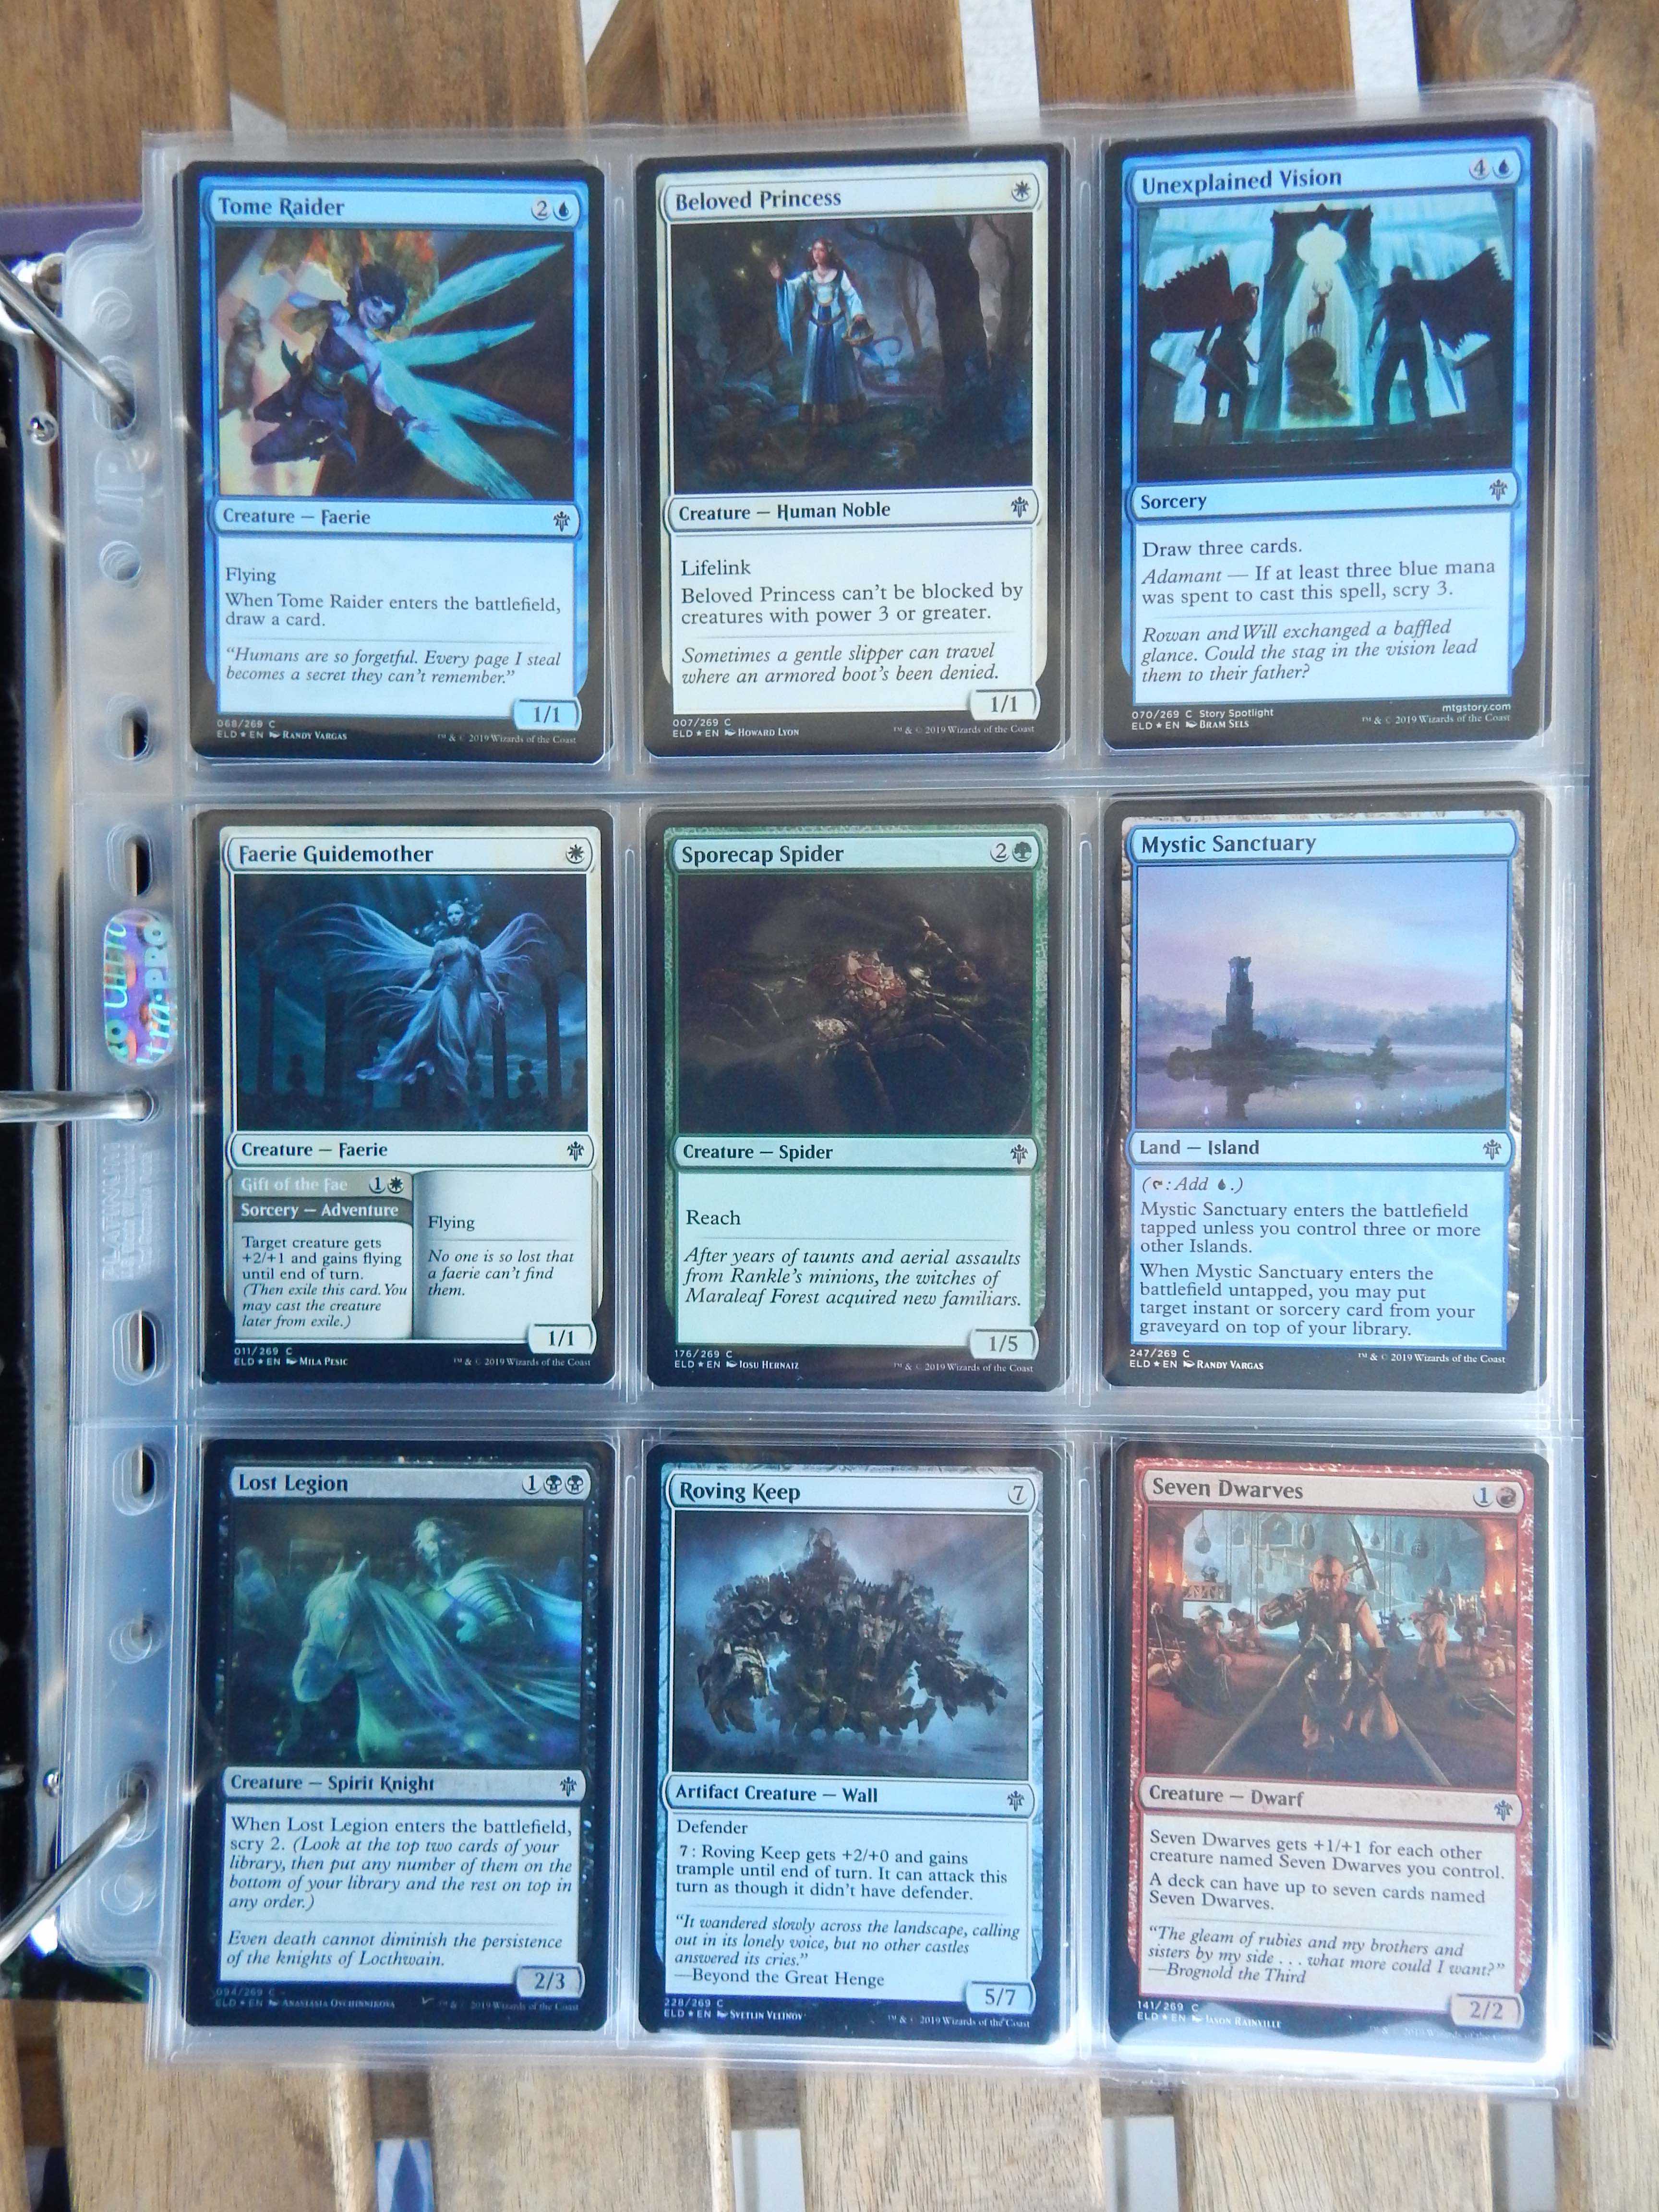 Tome Raider 2
Creature — Faerie
Flying
When Tome Raider enters the battlefield,
draw a card.
“Humans are so forgetful. Every page I steal
becomes a secret they can’t remember.”
1/1
068/269 C
ELD ★ EN RANDY VARGAS
™ & © 2019 Wizards of the Coast
Beloved Princess
Creature — Human Noble
Lifelink
Beloved Princess can’t be blocked by
creatures with power 3 or greater.
Sometimes a gentle slipper can travel
where an armored boot’s been denied.
1/1
007/269 C
ELD ★ EN HOWARD LYON
™ & © 2019 Wizards of the Coast
Unexplained Vision 4
Sorcery
Draw three cards.
Adamant — If at least three blue mana
was spent to cast this spell, scry 3.
Rowan and Will exchanged a baffled
glance. Could the stag in the vision lead
them to their father?
070/269 C Story Spotlight
ELD ★ EN BRAM SELS
mtgstory.com
™ & © 2019 Wizards of the Coast
Faerie Guidemother
Creature — Faerie
Gift of the Fae 1
Sorcery — Adventure
Target creature gets
+2/+1 and gains flying
until end of turn.
(Then exile this card. You
may cast the creature
later from exile.)
Flying
No one is so lost that
a faerie can’t find
them.
1/1
011/269 C
ELD ★ EN MILA PESIC
™ & © 2019 Wizards of the Coast
Sporecap Spider 2
Creature — Spider
Reach
After years of taunts and aerial assaults
from Rankle’s minions, the witches of
Maraleaf Forest acquired new familiars.
1/5
176/269 C
ELD ★ EN IOSU HERNAIZ
™ & © 2019 Wizards of the Coast
Mystic Sanctuary
Land — Island
( : Add .)
Mystic Sanctuary enters the battlefield
tapped unless you control three or more
other Islands.
When Mystic Sanctuary enters the
battlefield untapped, you may put
target instant or sorcery card from your
graveyard on top of your library.
247/269 C
ELD ★ EN RANDY VARGAS
™ & © 2019 Wizards of the Coast
Lost Legion 1
Creature — Spirit Knight
When Lost Legion enters the battlefield,
scry 2. (Look at the top two cards of your
library, then put any number of them on the
bottom of your library and the rest on top in
any order.)
Even death cannot diminish the persistence
of the knights of Locthwain.
2/3
094/269 C
ELD ★ EN ANASTASIA OVCHINNIKOVA
™ & © 2019 Wizards of the Coast
Roving Keep 7
Artifact Creature — Wall
Defender
7 : Roving Keep gets +2/+0 and gains
trample until end of turn. It can attack this
turn as though it didn’t have defender.
“It wandered slowly across the landscape, calling
out in its lonely voice, but no other castles
answered its cries.”
—Beyond the Great Henge
5/7
228/269 C
ELD ★ EN SVETLIN VELINOV
™ & © 2019 Wizards of the Coast
Seven Dwarves 1
Creature — Dwarf
Seven Dwarves gets +1/+1 for each other
creature named Seven Dwarves you control.
A deck can have up to seven cards named
Seven Dwarves.
“The gleam of rubies and my brothers and
sisters by my side . . . what more could I want?”
—Brognold the Third
2/2
141/269 C
ELD ★ EN JASON RAINVILLE
™ & © 2019 Wizards of the Coast